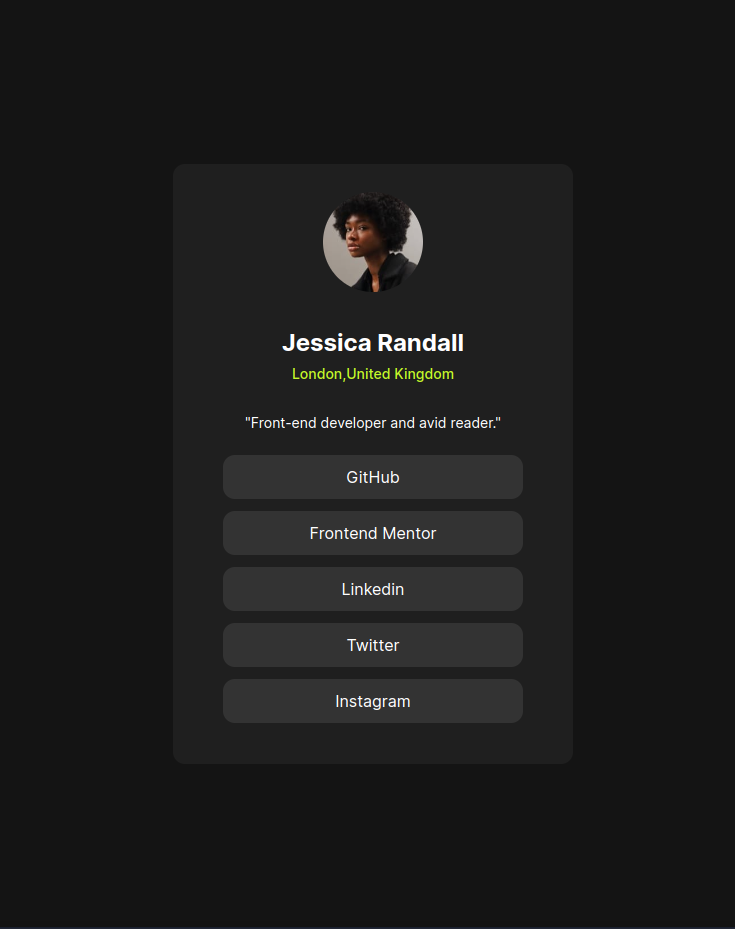 Jessica Randall
London,United Kingdom
"Front-end developer and avid reader."
GitHub
Frontend Mentor
Linkedin
Twitter
Instagram